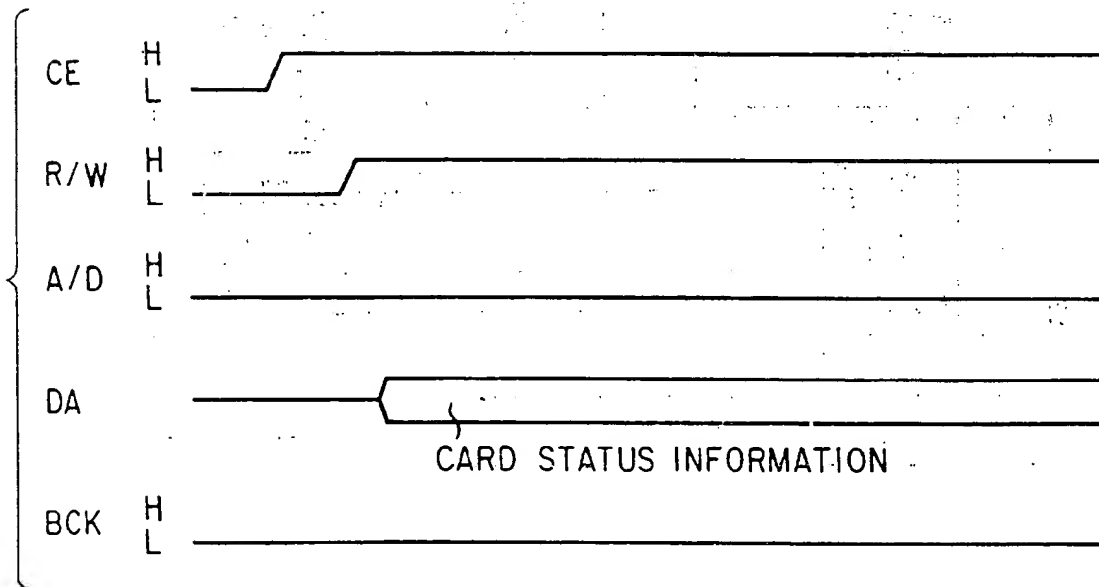 CE H
L
R/W H
L
A/D H
L
DA
CARD STATUS INFORMATION
BCK H
L